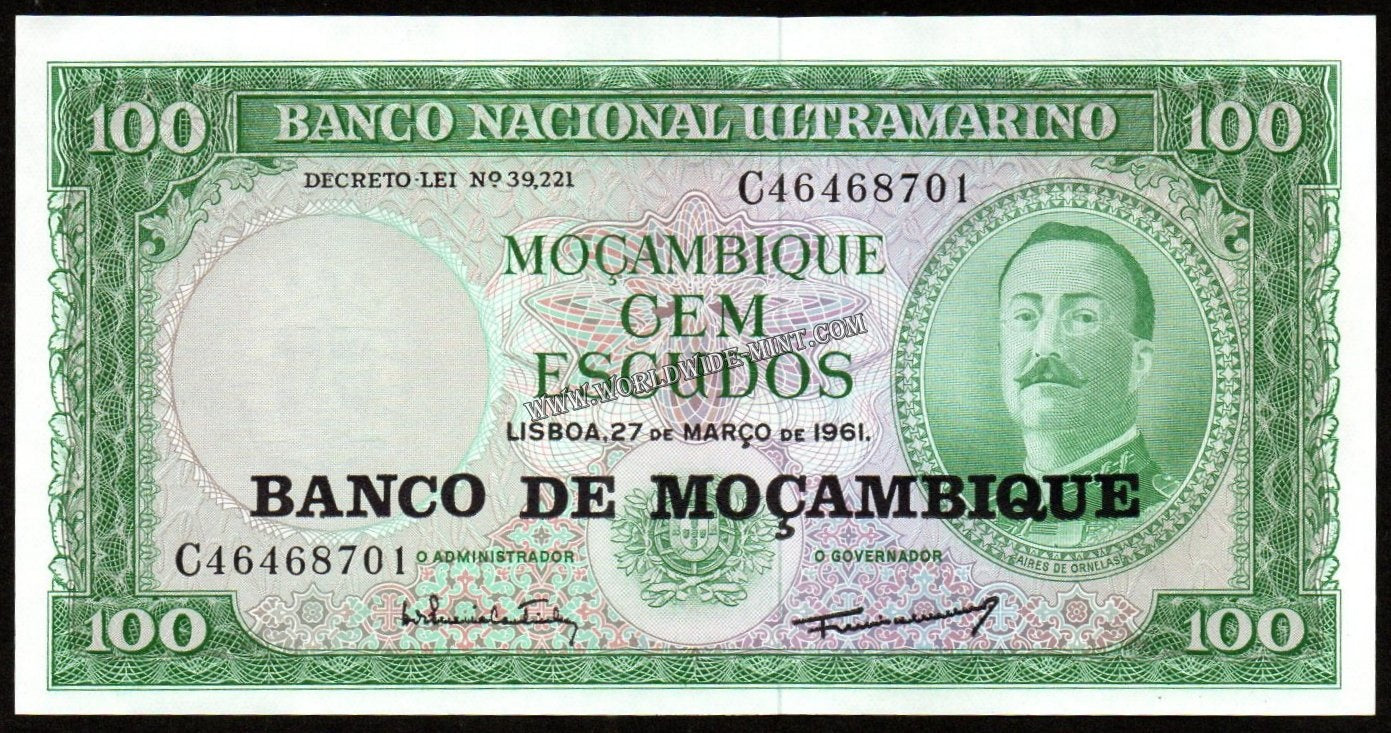 100 BANCO NACIONAL ULTRAMARINO 100
DECRETO-LEI Nº 39,221
C46468701
MOÇAMBIQUE
CEM
ESCUDOS
WWW.WORLDWIDE-MINT.COM
LISBOA, 27 DE MARÇO DE 1961.
BANCO DE MOÇAMBIQUE
C46468701
O ADMINISTRADOR
O GOVERNADOR
AIRES DE ORNELAS
100
100